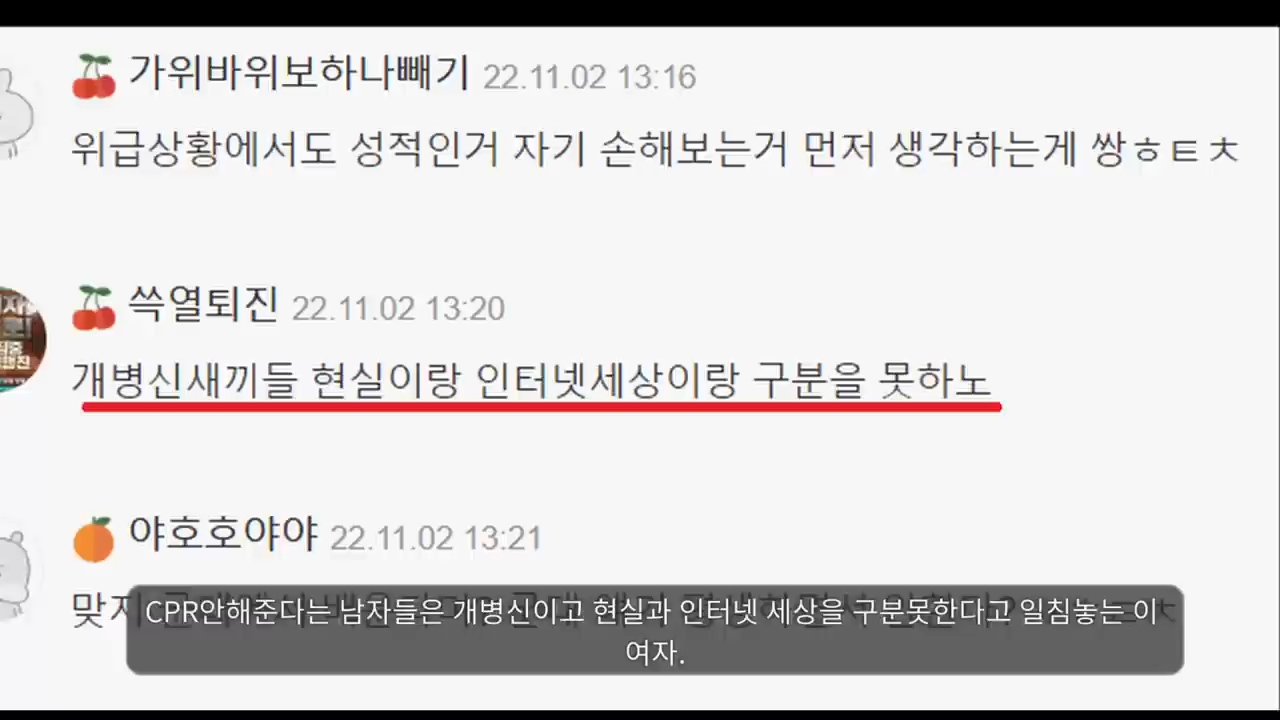 가위바위보하나빼기 22.11.02 13:16
위급상황에서도 성적인거 자기 손해보는거 먼저 생각하는게 쌍ㅎㅌㅊ
쓱열퇴진 22.11.02 13:20
개병신새끼들 현실이랑 인터넷세상이랑 구분을 못하노
야호호야야 22.11.02 13:21
맞지
CPR안해준다는 남자들은 개병신이고 현실과 인터넷 세상을 구분못한다고 일침놓는 이
여자.